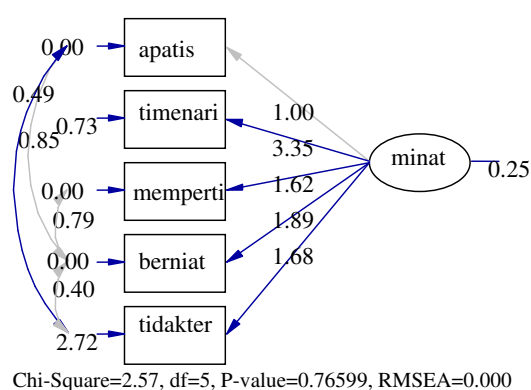 0.00
apatis
0.49
timenari
0.73
0.85
1.00
3.35
minat
0.25
1.62
0.00
memperti
0.79
1.89
0.00
berniat
1.68
0.40
tidakter
2.72
Chi-Square=2.57, df=5, P-value=0.76599, RMSEA=0.000